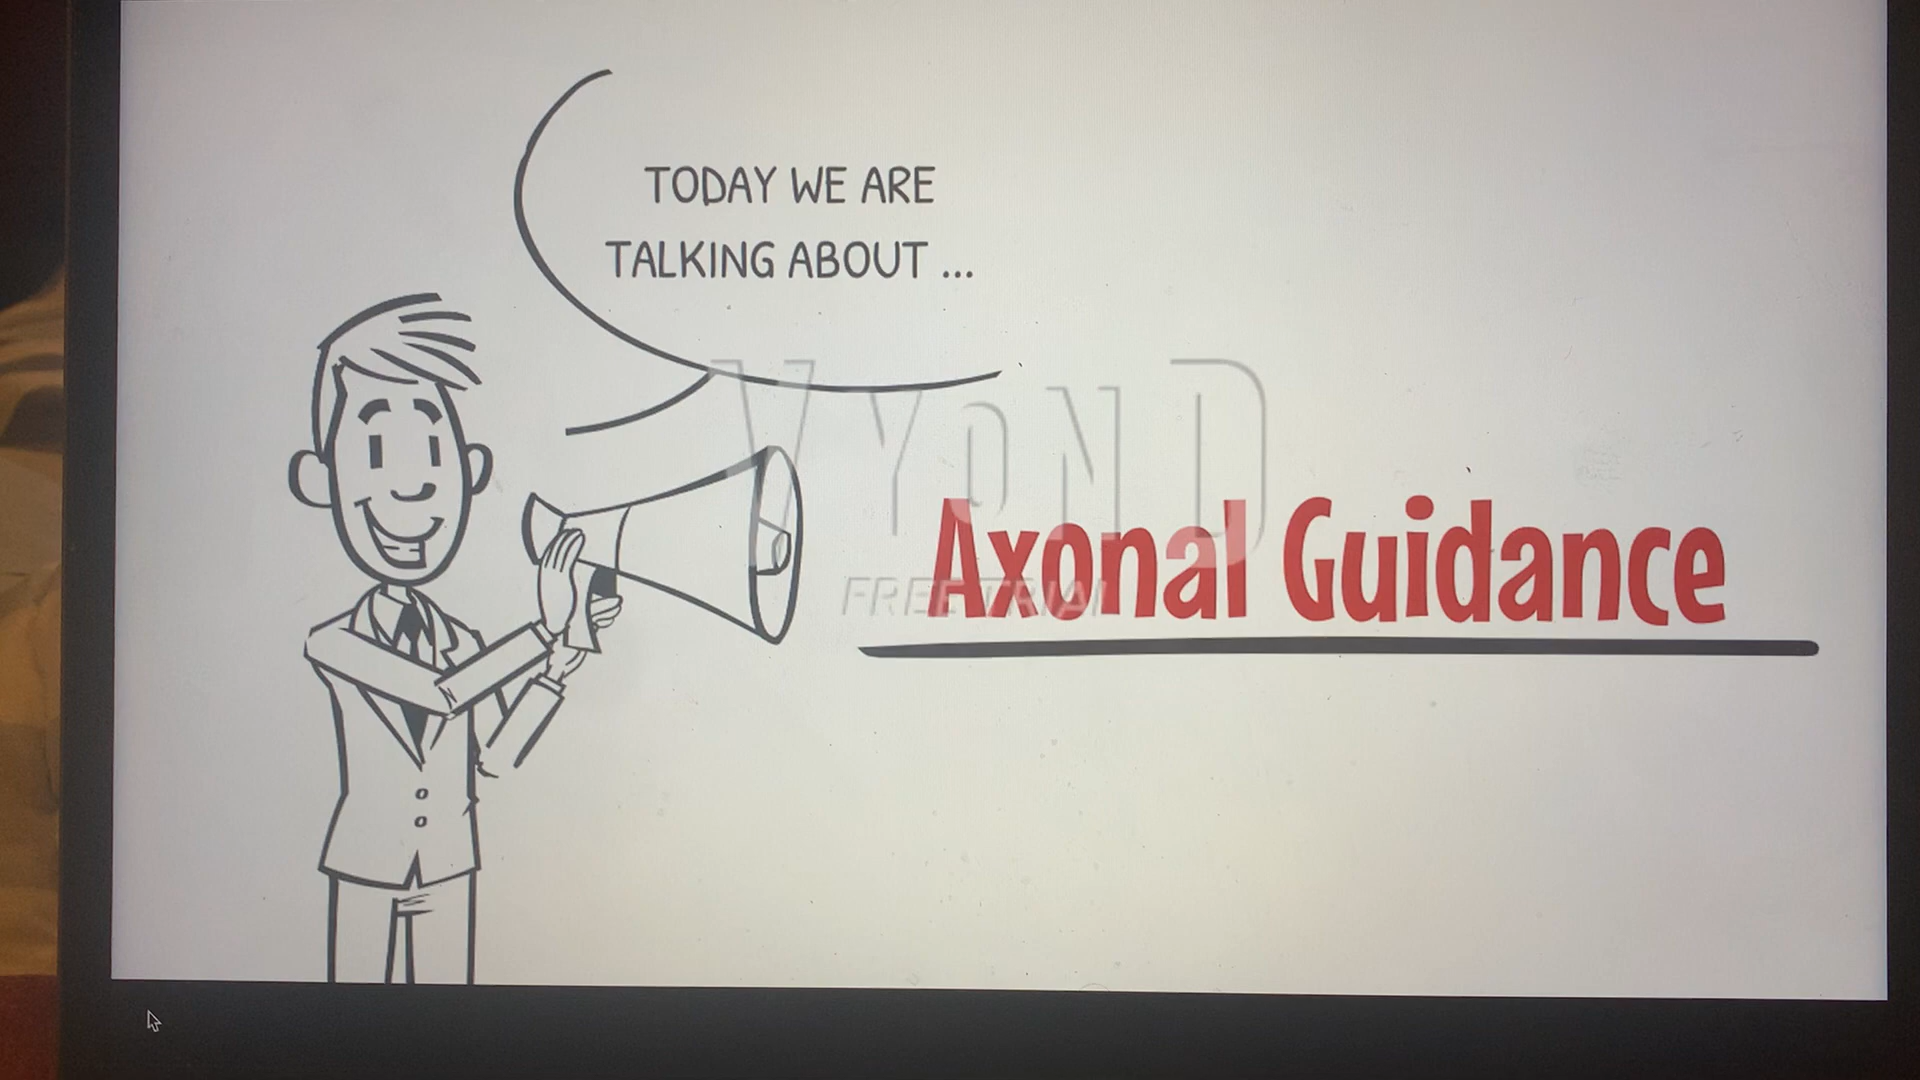 TODAY WE ARE
TALKING ABOUT ...
VYOND
FREE TRIAL
Axonal Guidance